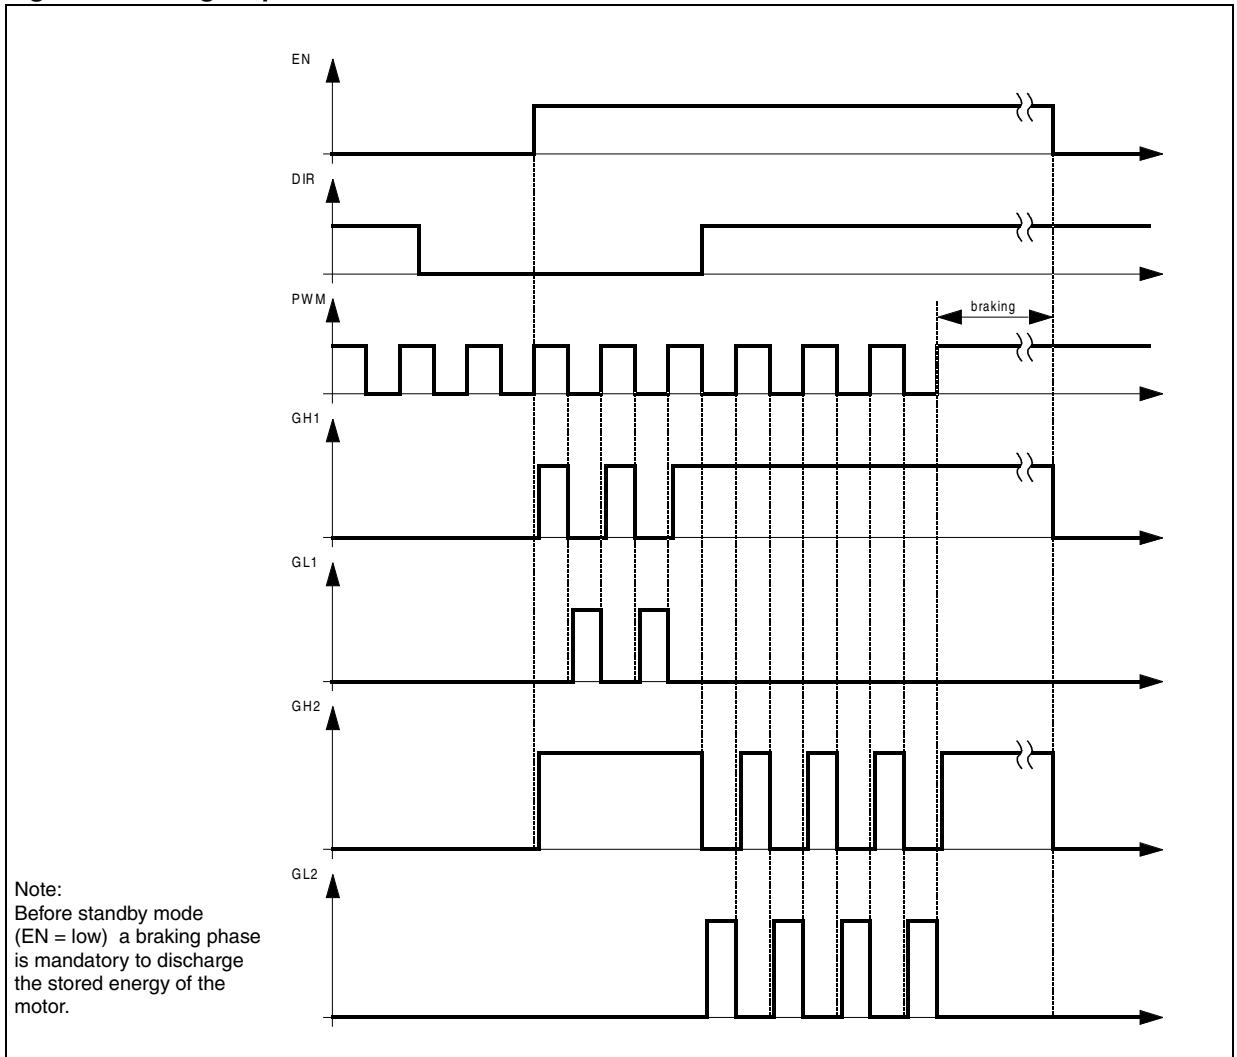 EN
DIR
PWM
braking
GH1
GL1
GH2
GL2
Note:
Before standby mode
(EN = low) a braking phase
is mandatory to discharge
the stored energy of the
motor.